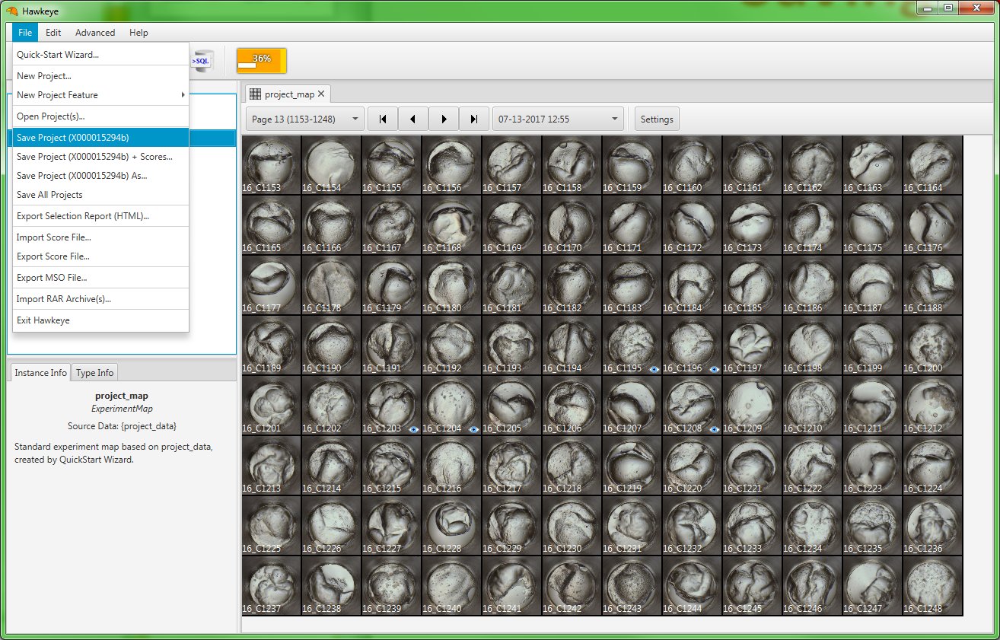 Hawkeye
File Edit Advanced Help
Quick-Start Wizard...
New Project...
New Project Feature
Open Project(s)...
Save Project (X000015294b)
Save Project (X000015294b) + Scores...
Save Project (X000015294b) As...
Save All Projects
Export Selection Report (HTML)...
Import Score File...
Export Score File...
Export MSO File...
Import RAR Archive(s)...
Exit Hawkeye
>SQL 36%
Instance Info Type Info
project_map
ExperimentMap
Source Data: {project_data}
Standard experiment map based on project_data,
created by QuickStart Wizard.
project_map
Page 13 (1153-1248) 07-13-2017 12:55 Settings
16_C1153 16_C1154 16_C1155 16_C1156 16_C1157 16_C1158 16_C1159 16_C1160 16_C1161 16_C1162 16_C1163 16_C1164
16_C1165 16_C1166 16_C1167 16_C1168 16_C1169 16_C1170 16_C1171 16_C1172 16_C1173 16_C1174 16_C1175 16_C1176
16_C1177 16_C1178 16_C1179 16_C1180 16_C1181 16_C1182 16_C1183 16_C1184 16_C1185 16_C1186 16_C1187 16_C1188
16_C1189 16_C1190 16_C1191 16_C1192 16_C1193 16_C1194 16_C1195 16_C1196 16_C1197 16_C1198 16_C1199 16_C1200
16_C1201 16_C1202 16_C1203 16_C1204 16_C1205 16_C1206 16_C1207 16_C1208 16_C1209 16_C1210 16_C1211 16_C1212
16_C1213 16_C1214 16_C1215 16_C1216 16_C1217 16_C1218 16_C1219 16_C1220 16_C1221 16_C1222 16_C1223 16_C1224
16_C1225 16_C1226 16_C1227 16_C1228 16_C1229 16_C1230 16_C1231 16_C1232 16_C1233 16_C1234 16_C1235 16_C1236
16_C1237 16_C1238 16_C1239 16_C1240 16_C1241 16_C1242 16_C1243 16_C1244 16_C1245 16_C1246 16_C1247 16_C1248